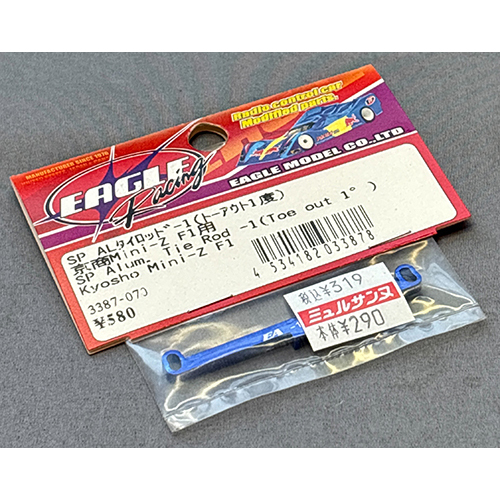 MANUFACTURER SINCE 1976
EAGLE
Racing
Radio control car
Modified parts.
EAGLE MODEL CO.,LTD
SP ALタイロッド-1(トーアウト1度)
京商Mini-Z F1用
SP Alum. Tie Rod -1(Toe out 1°)
Kyosho Mini-Z F1
3387-07
¥580
4 534182 033878
税込¥319
ミュルサンヌ
本体¥290
EA